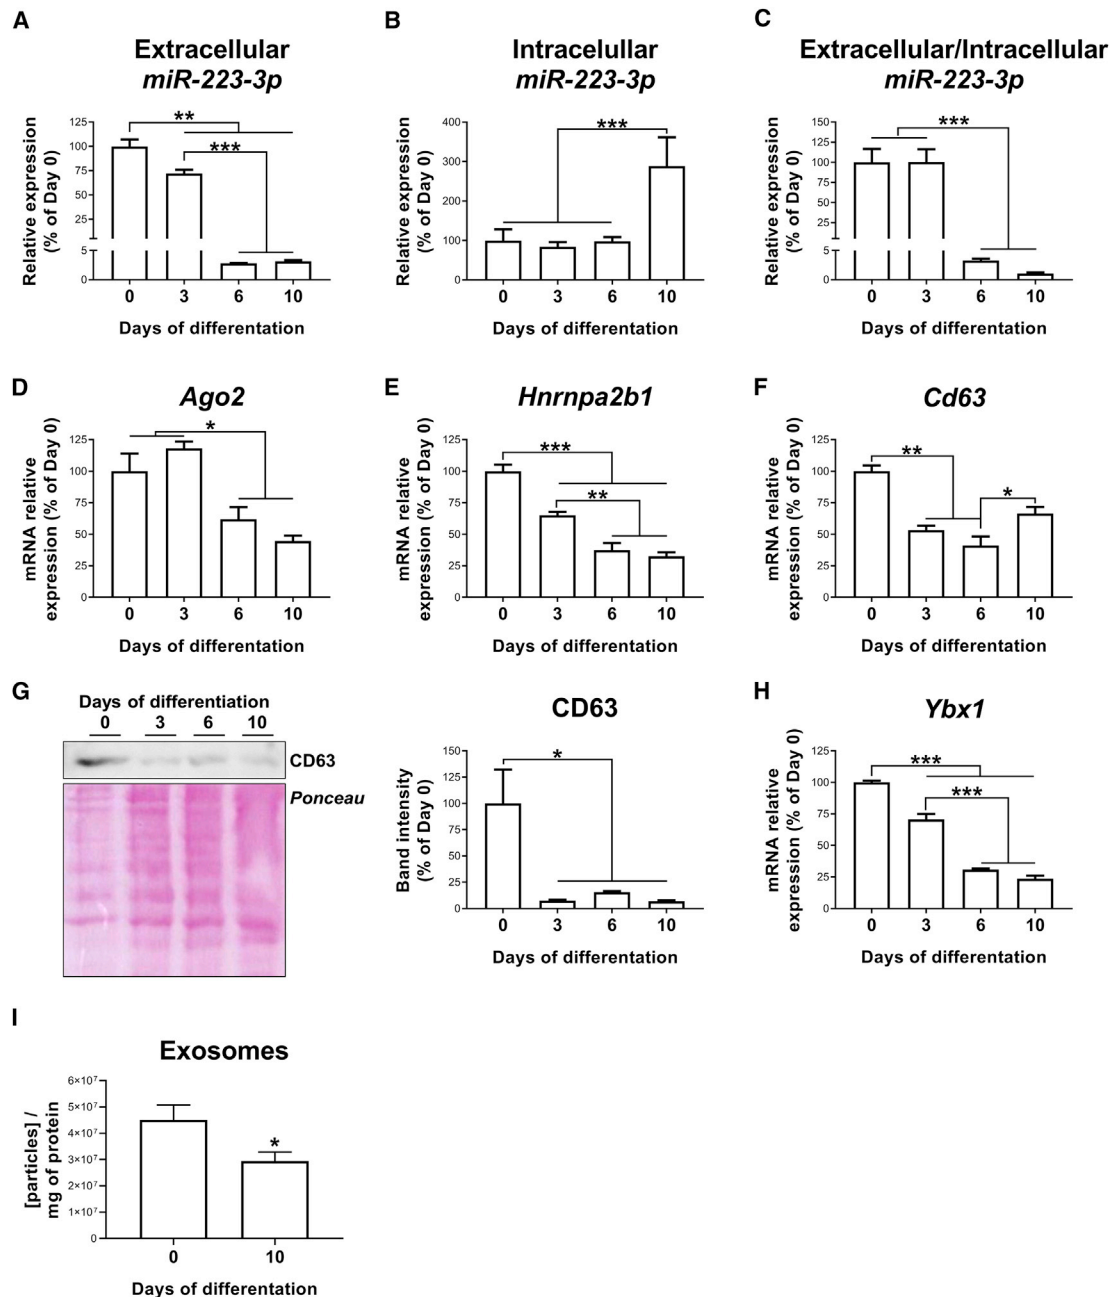 A
Extracellular
miR-223-3p
Relative expression
(% of Day 0)
125
100
75
50
25
5
0
**
***
0 3 6 10
Days of differentation
B
Intracelullar
miR-223-3p
Relative expression
(% of Day 0)
400
300
200
100
0
***
0 3 6 10
Days of differentation
C
Extracellular/Intracellular
miR-223-3p
Relative expression
(% of Day 0)
150
125
100
75
50
25
5
0
***
0 3 6 10
Days of differentation
D
Ago2
mRNA relative
expression (% of Day 0)
125
100
75
50
25
0
*
0 3 6 10
Days of differentation
E
Hnrnpa2b1
mRNA relative
expression (% of Day 0)
125
100
75
50
25
0
***
**
0 3 6 10
Days of differentation
F
Cd63
mRNA relative
expression (% of Day 0)
125
100
75
50
25
0
**
*
0 3 6 10
Days of differentation
G
Days of differentiation
0 3 6 10
CD63
Ponceau
CD63
Band intensity
(% of Day 0)
150
125
100
75
50
25
0
*
0 3 6 10
Days of differentation
H
Ybx1
mRNA relative
expression (% of Day 0)
125
100
75
50
25
0
***
***
0 3 6 10
Days of differentation
I
Exosomes
[particles] /
mg of protein
6×10⁷
5×10⁷
4×10⁷
3×10⁷
2×10⁷
1×10⁷
0
*
0 10
Days of differentation